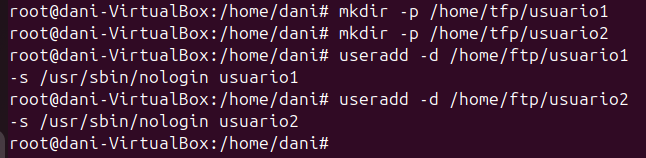 root@dani-VirtualBox:/home/dani# mkdir -p /home/tfp/usuario1
root@dani-VirtualBox:/home/dani# mkdir -p /home/tfp/usuario2
root@dani-VirtualBox:/home/dani# useradd -d /home/ftp/usuario1
-s /usr/sbin/nologin usuario1
root@dani-VirtualBox:/home/dani# useradd -d /home/ftp/usuario2
-s /usr/sbin/nologin usuario2
root@dani-VirtualBox:/home/dani#